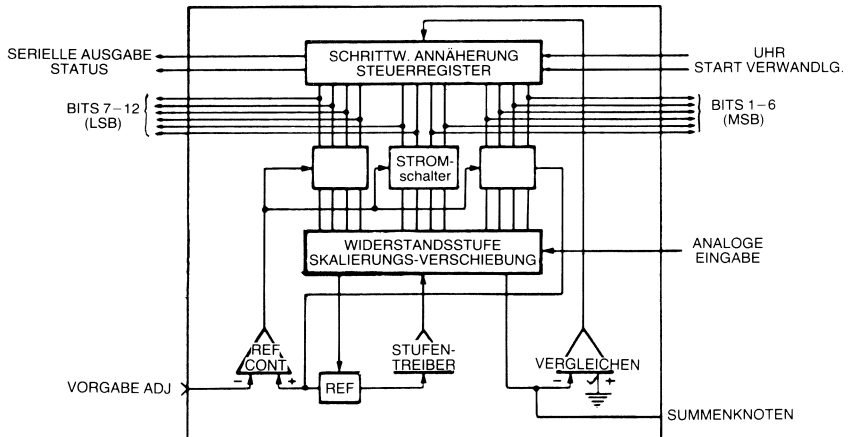 SERIELLE AUSGABE
STATUS
SCHRITTW. ANNÄHERUNG
STEUERREGISTER
UHR
START VERWANDLG.
BITS 7–12
(LSB)
BITS 1–6
(MSB)
STROM-
schalter
WIDERSTANDSSTUFE
SKALIERUNGS-VERSCHIEBUNG
ANALOGE
EINGABE
REF
CONT
- +
STUFEN-
TREIBER
VERGLEICHEN
- +
VORGABE ADJ
REF
SUMMENKNOTEN